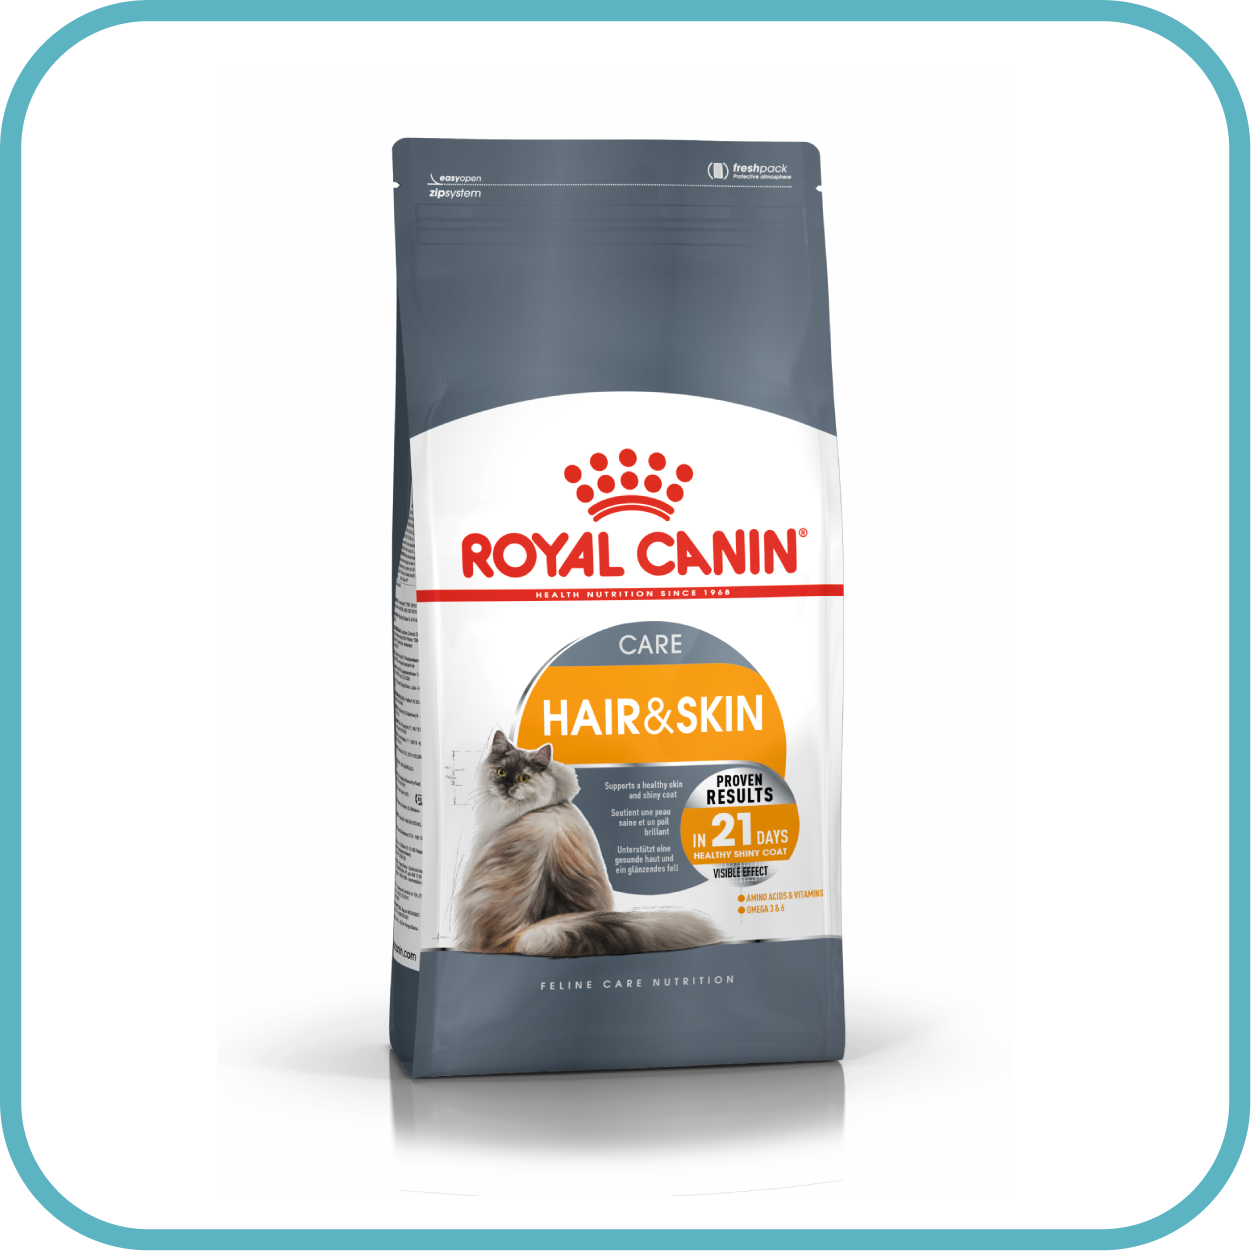 easyopen
zipsystem
freshpack
Protective atmosphere
ROYAL CANIN®
HEALTH NUTRITION SINCE 1968
CARE
HAIR&SKIN
Supports a healthy skin
and shiny coat
Soutient une peau
saine et un poil
brillant
Unterstützt eine
gesunde haut und
ein glänzendes fell
PROVEN
RESULTS
IN 21 DAYS
HEALTHY SHINY COAT
VISIBLE EFFECT
AMINO ACIDS & VITAMINS
OMEGA 3 & 6
FELINE CARE NUTRITION